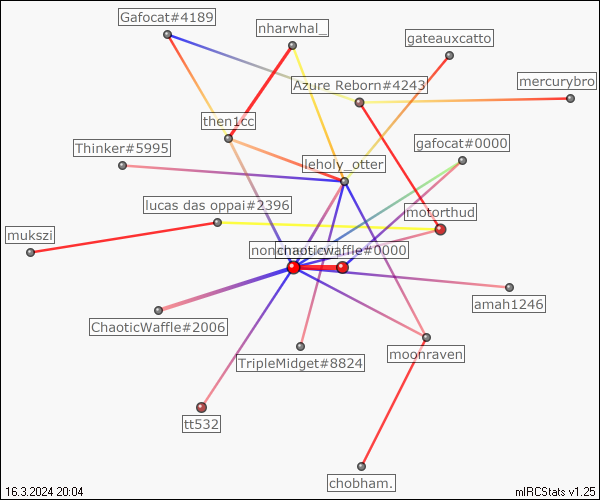 Gafocat#4189
nharwhal_
gateauxcatto
Azure Reborn#4243
mercurybro
then1cc
gafocat#0000
Thinker#5995
leholy_otter
lucas das oppai#2396
motorthud
mukszi
chaoticwaffle#0000
amah1246
ChaoticWaffle#2006
moonraven
TripleMidget#8824
tt532
chobham.
16.3.2024 20:04
mIRCStats v1.25